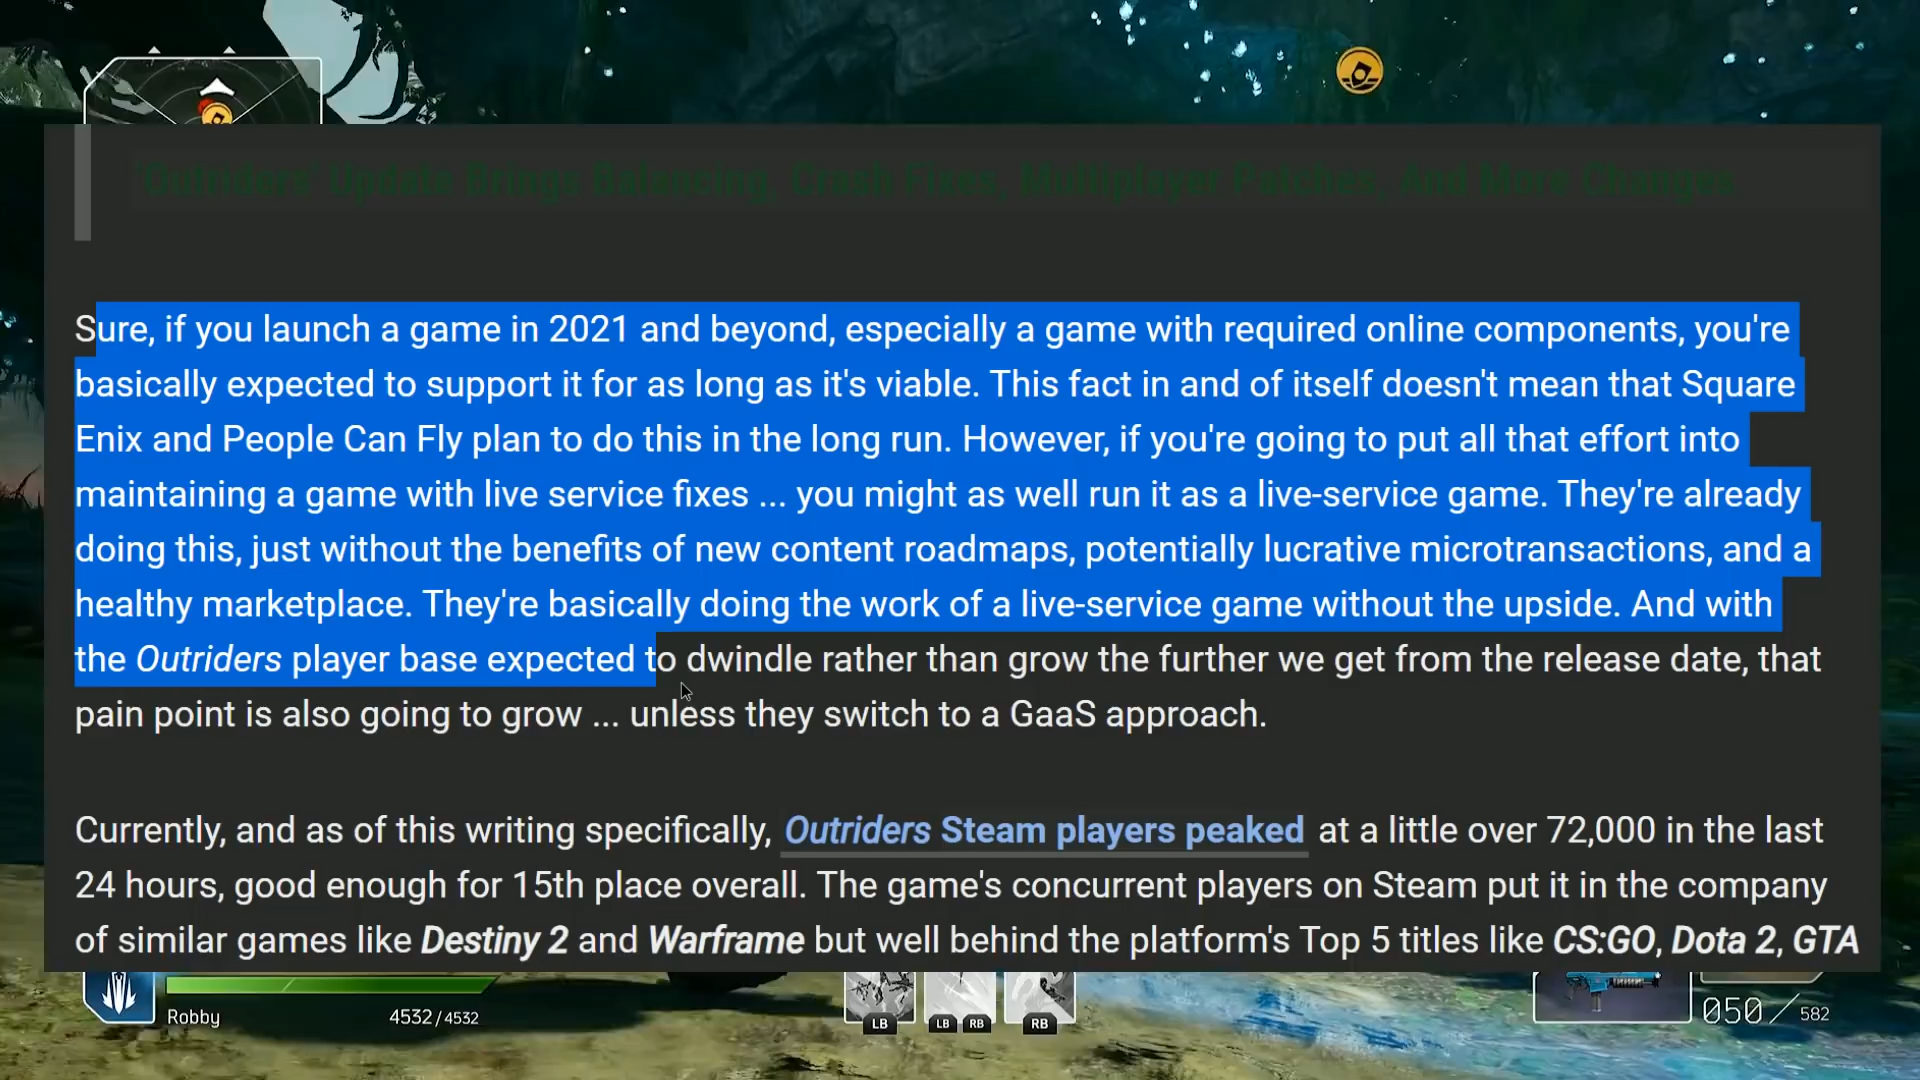 'Outriders' Update Brings Balancing, Crash Fixes, Multiplayer Patches, And More Changes
Sure, if you launch a game in 2021 and beyond, especially a game with required online components, you're
basically expected to support it for as long as it's viable. This fact in and of itself doesn't mean that Square
Enix and People Can Fly plan to do this in the long run. However, if you're going to put all that effort into
maintaining a game with live service fixes ... you might as well run it as a live-service game. They're already
doing this, just without the benefits of new content roadmaps, potentially lucrative microtransactions, and a
healthy marketplace. They're basically doing the work of a live-service game without the upside. And with
the Outriders player base expected to dwindle rather than grow the further we get from the release date, that
pain point is also going to grow ... unless they switch to a GaaS approach.
Currently, and as of this writing specifically, Outriders Steam players peaked at a little over 72,000 in the last
24 hours, good enough for 15th place overall. The game's concurrent players on Steam put it in the company
of similar games like Destiny 2 and Warframe but well behind the platform's Top 5 titles like CS:GO, Dota 2, GTA
Robby 4532/4532 LB LB RB RB 050/582